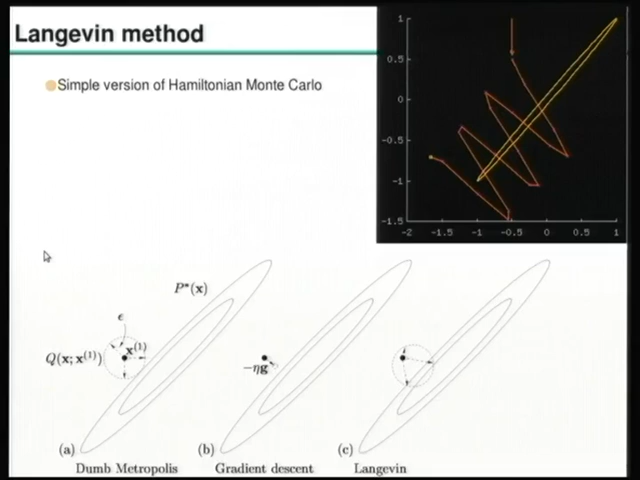 Langevin method
Simple version of Hamiltonian Monte Carlo
1
0.5
0
-0.5
-1
-1.5
-2 -1.5 -1 -0.5 0 0.5 1
P*(x)
ϵ
x(1)
Q(x; x(1))
-ηg
(a) (b) (c)
Dumb Metropolis Gradient descent Langevin